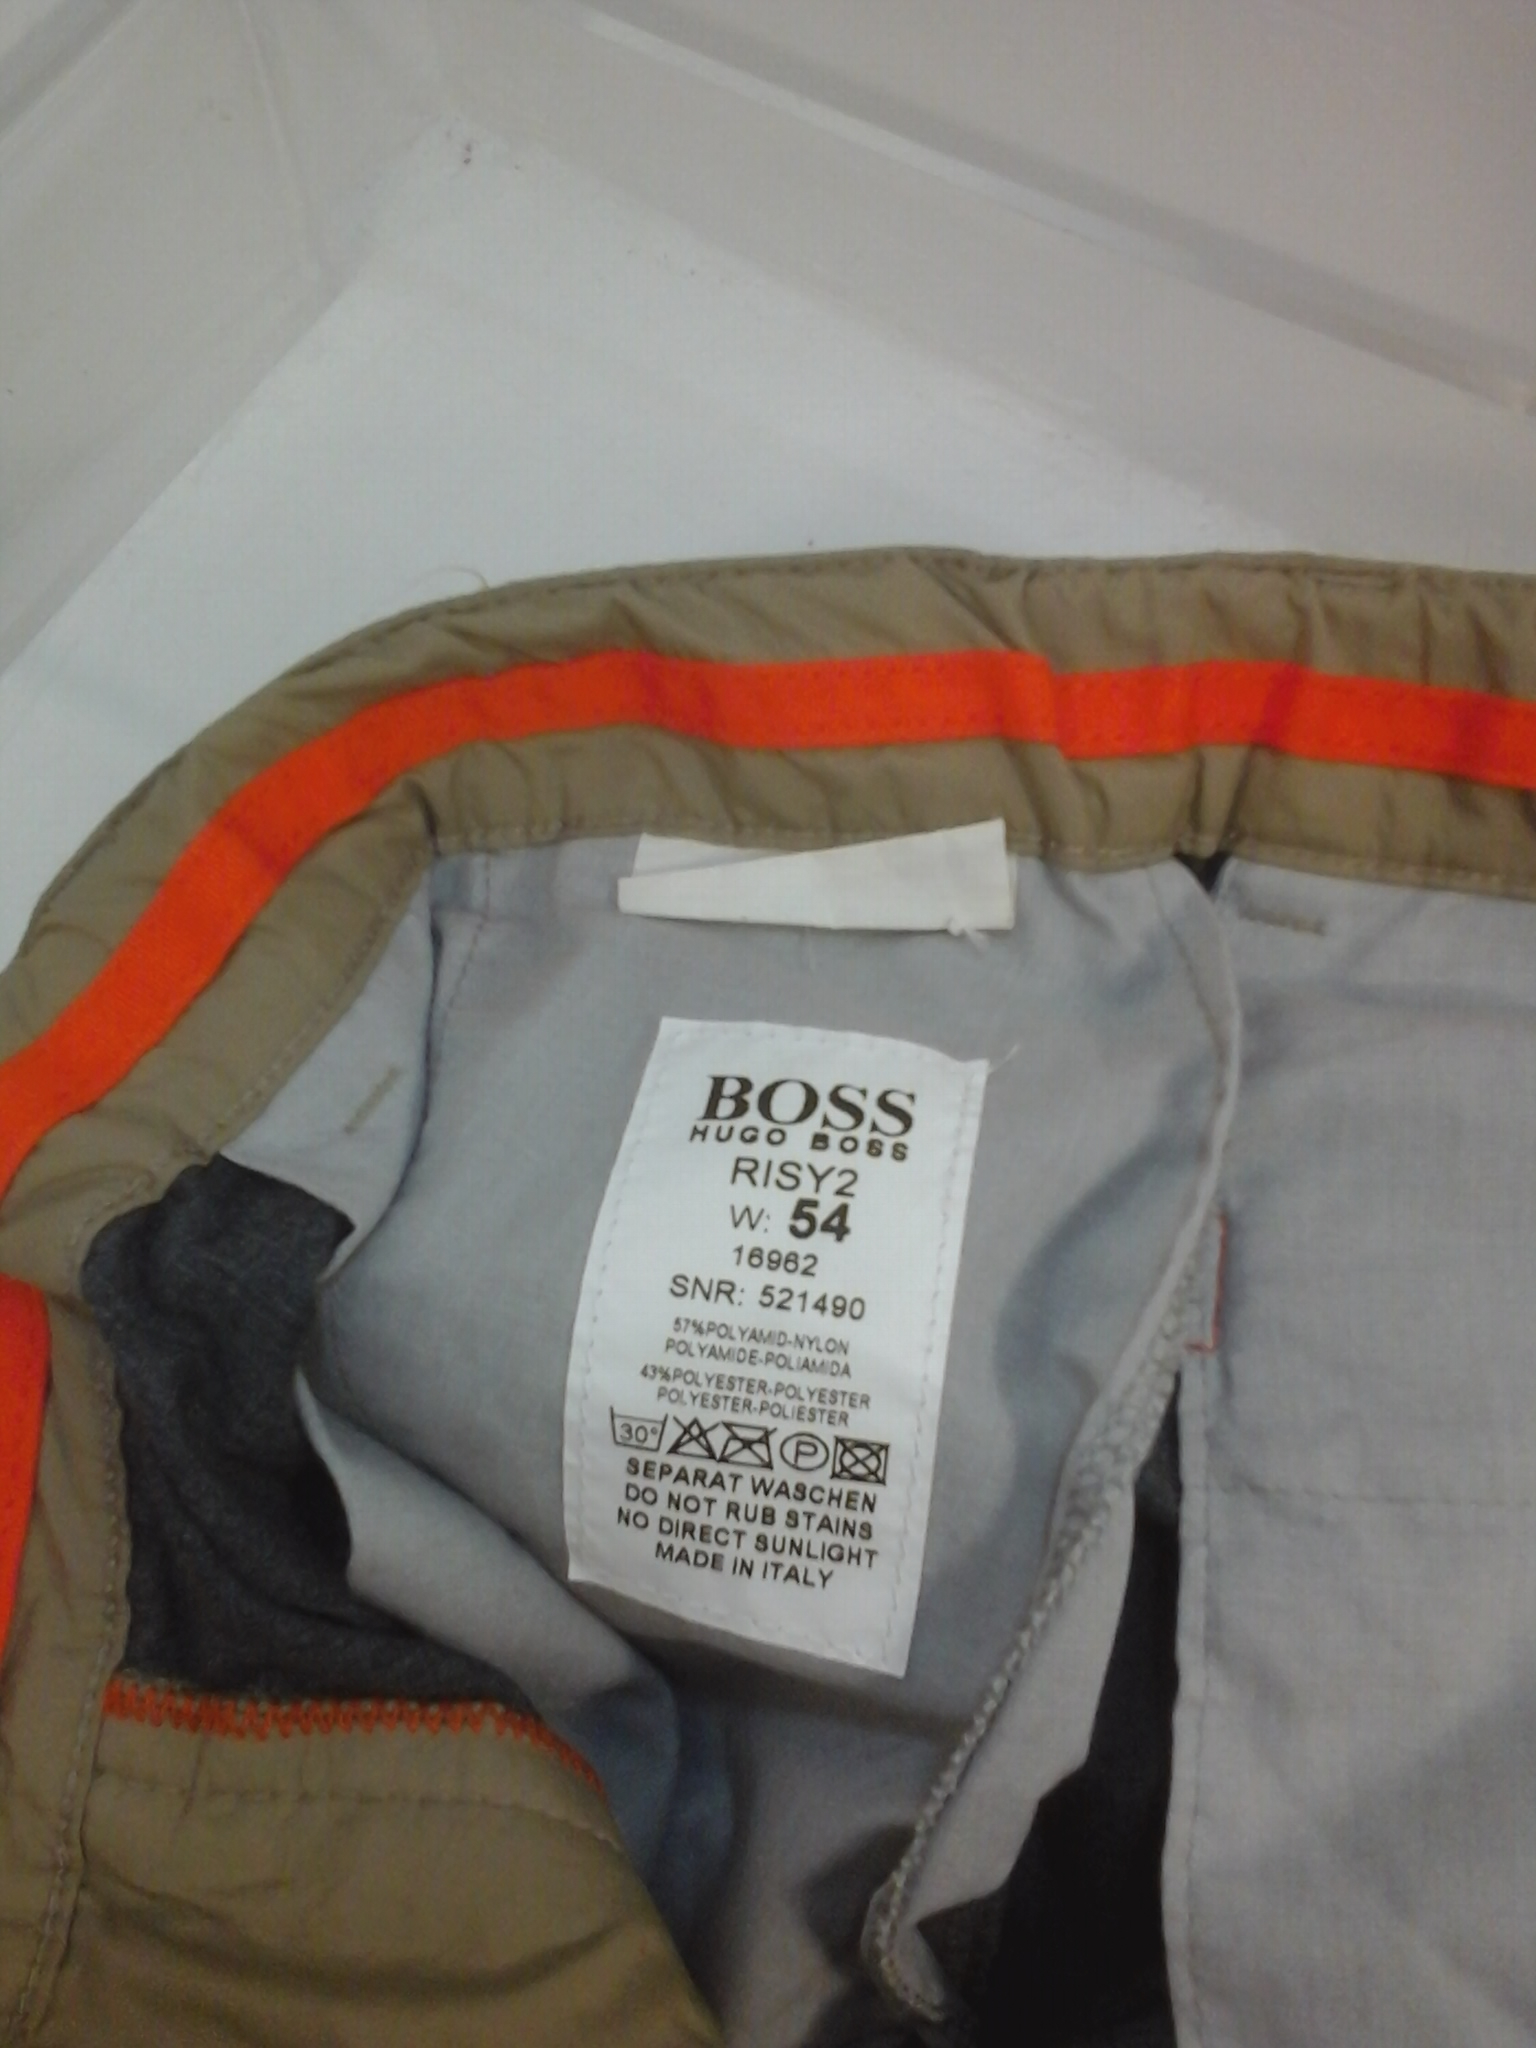 BOSS
HUGO BOSS
RISY2
W: 54
16962
SNR: 521490
57%POLYAMID-NYLON
POLYAMIDE-POLIAMIDA
43%POLYESTER-POLYESTER
POLYESTER-POLIESTER
30° P
SEPARAT WASCHEN
DO NOT RUB STAINS
NO DIRECT SUNLIGHT
MADE IN ITALY